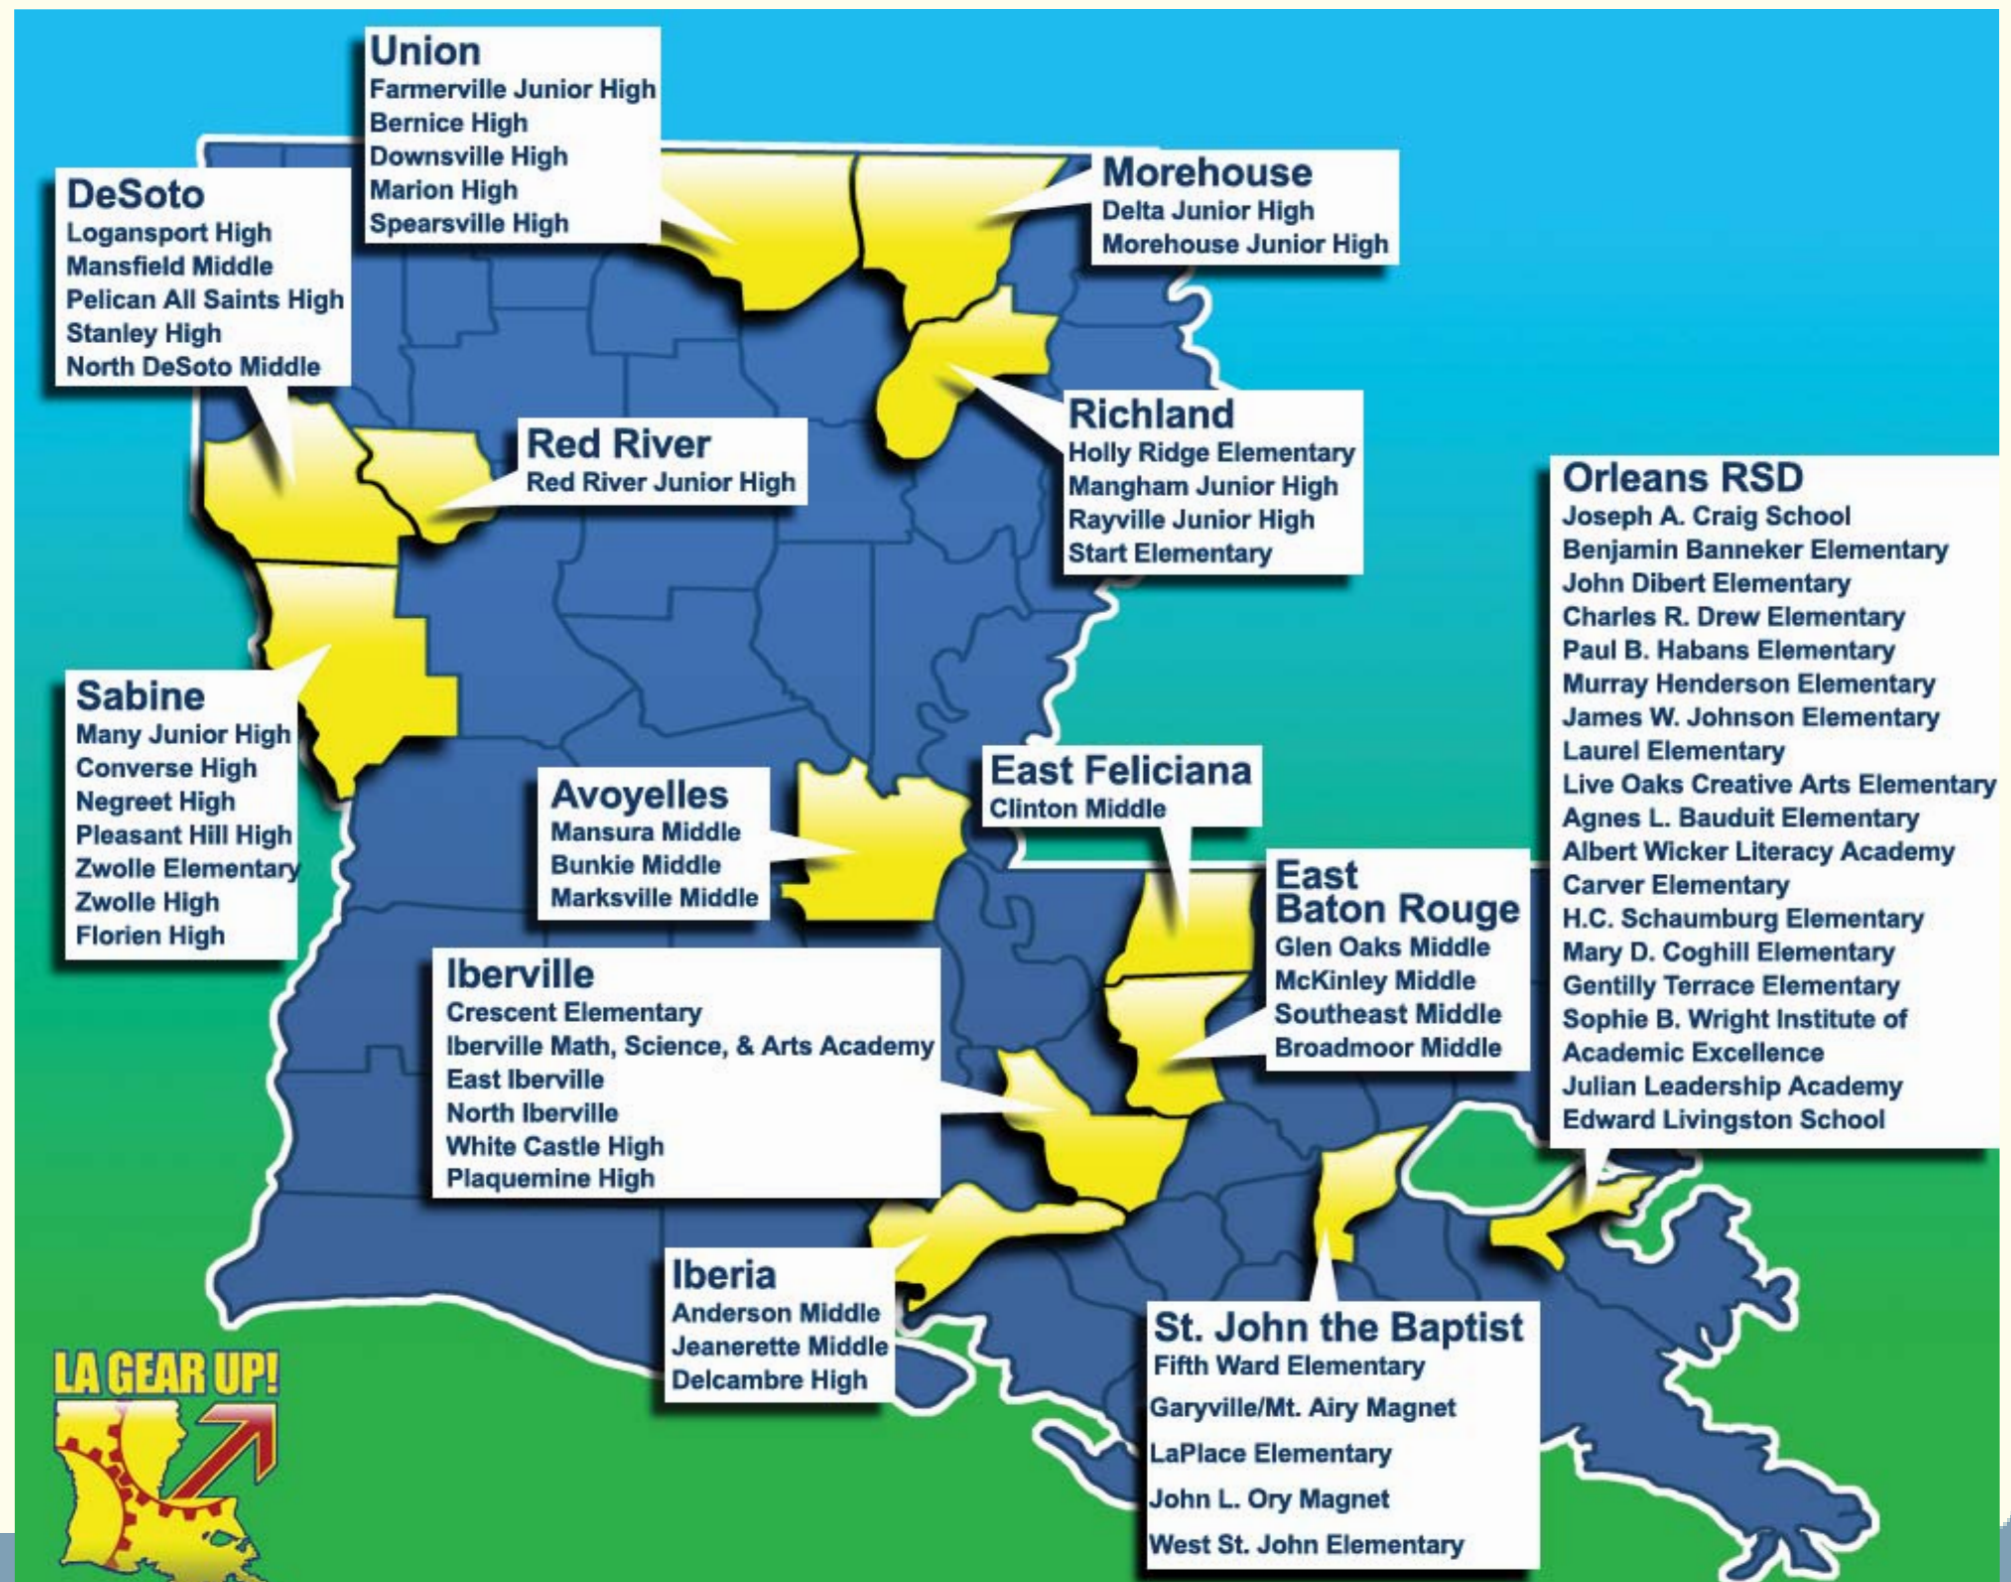 Union
Farmerville Junior High
Bernice High
Downsville High
Marion High
Spearsville High
Morehouse
Delta Junior High
Morehouse Junior High
DeSoto
Logansport High
Mansfield Middle
Pelican All Saints High
Stanley High
North DeSoto Middle
Red River
Red River Junior High
Richland
Holly Ridge Elementary
Mangham Junior High
Rayville Junior High
Start Elementary
Orleans RSD
Joseph A. Craig School
Benjamin Banneker Elementary
John Dibert Elementary
Charles R. Drew Elementary
Paul B. Habans Elementary
Murray Henderson Elementary
James W. Johnson Elementary
Laurel Elementary
Live Oaks Creative Arts Elementary
Agnes L. Bauduit Elementary
Albert Wicker Literacy Academy
Carver Elementary
H.C. Schaumburg Elementary
Mary D. Coghill Elementary
Gentilly Terrace Elementary
Sophie B. Wright Institute of
Academic Excellence
Julian Leadership Academy
Edward Livingston School
Sabine
Many Junior High
Converse High
Negreet High
Pleasant Hill High
Zwolle Elementary
Zwolle High
Florien High
Avoyelles
Mansura Middle
Bunkie Middle
Marksville Middle
East Feliciana
Clinton Middle
East
Baton Rouge
Glen Oaks Middle
McKinley Middle
Southeast Middle
Broadmoor Middle
Iberville
Crescent Elementary
Iberville Math, Science, & Arts Academy
East Iberville
North Iberville
White Castle High
Plaquemine High
Iberia
Anderson Middle
Jeanerette Middle
Delcambre High
St. John the Baptist
Fifth Ward Elementary
Garyville/Mt. Airy Magnet
LaPlace Elementary
John L. Ory Magnet
West St. John Elementary
LA GEAR UP!